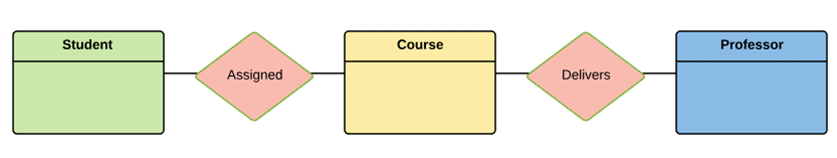 Student
Assigned
Course
Delivers
Professor